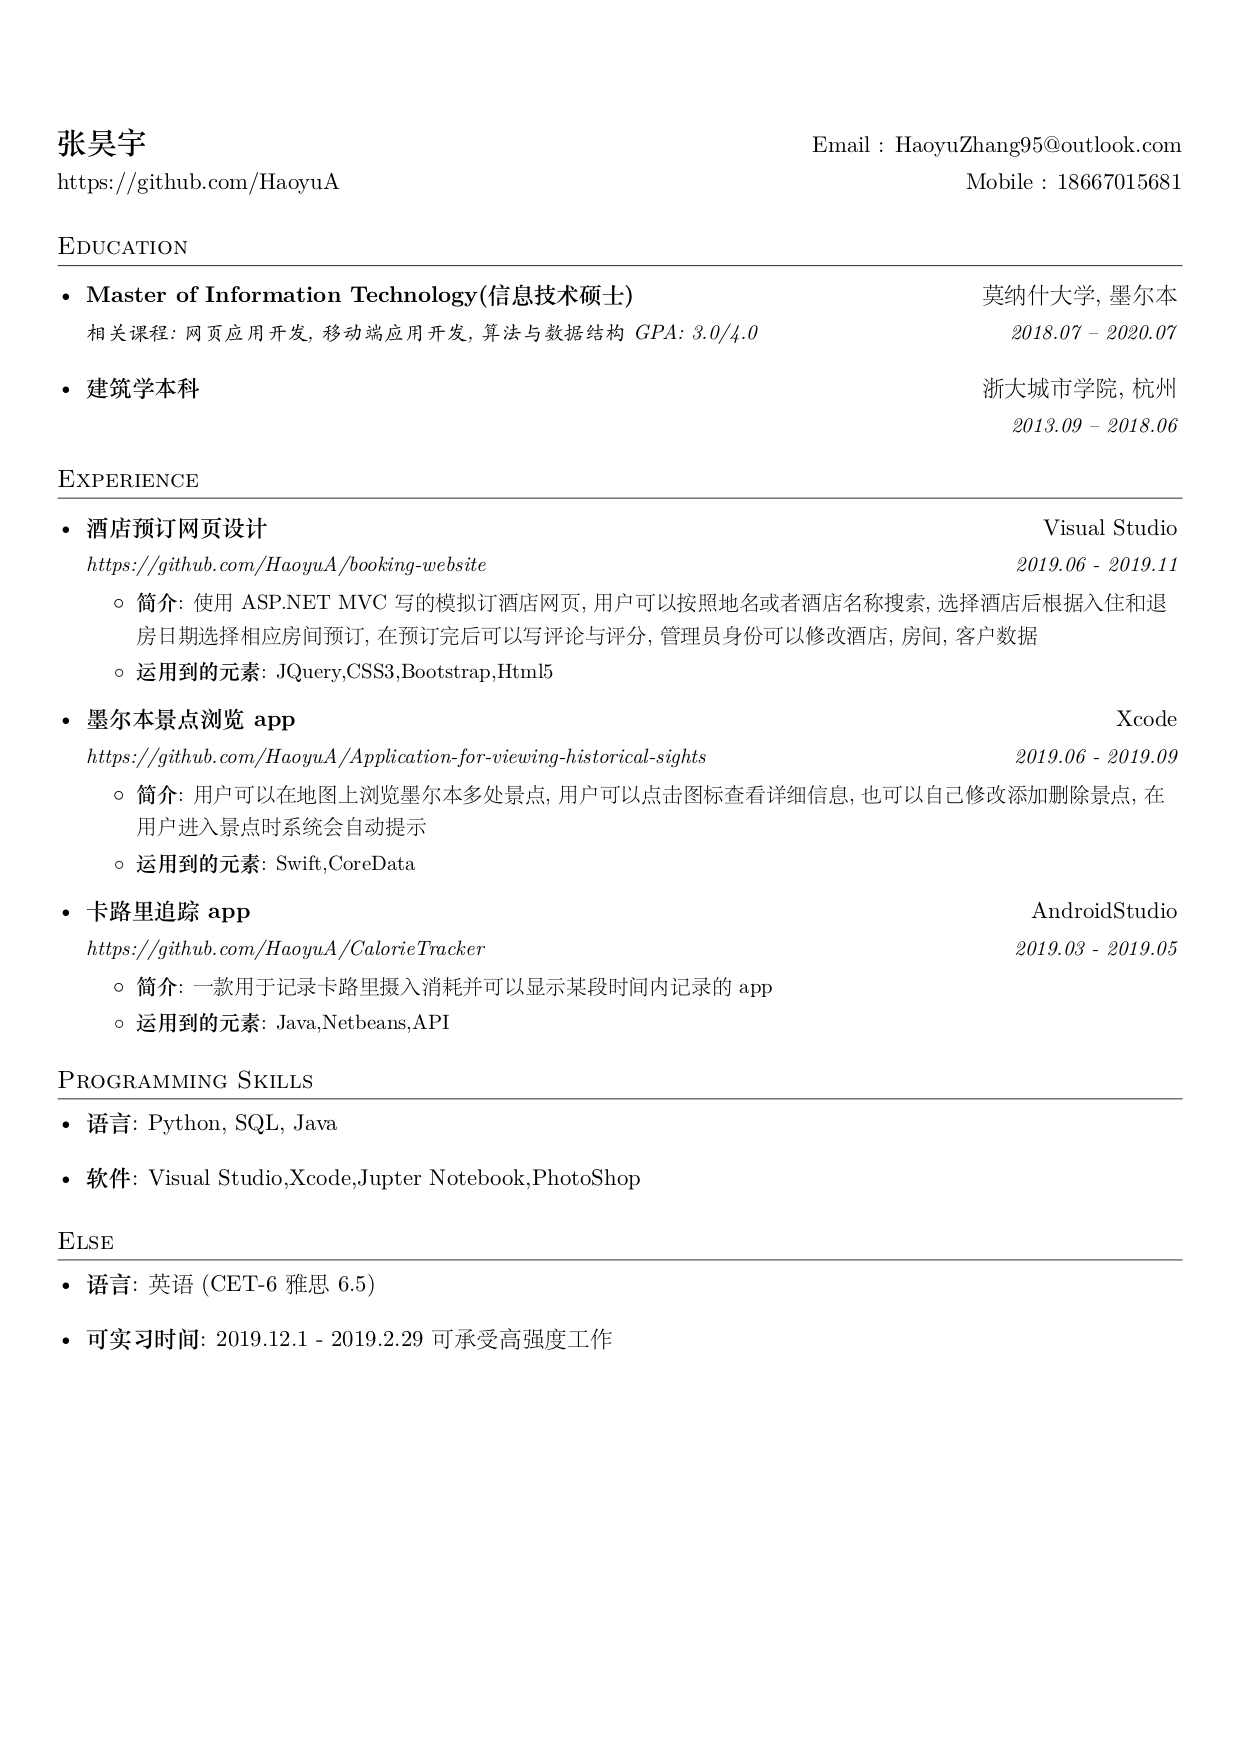 张昊宇
Email : HaoyuZhang95@outlook.com
https://github.com/HaoyuA
Mobile : 18667015681
Education
• Master of Information Technology(信息技术硕士)
莫纳什大学, 墨尔本
相关课程: 网页应用开发, 移动端应用开发, 算法与数据结构 GPA: 3.0/4.0
2018.07 – 2020.07
• 建筑学本科
浙大城市学院, 杭州
2013.09 – 2018.06
Experience
• 酒店预订网页设计
Visual Studio
https://github.com/HaoyuA/booking-website
2019.06 - 2019.11
◦ 简介: 使用 ASP.NET MVC 写的模拟订酒店网页, 用户可以按照地名或者酒店名称搜索, 选择酒店后根据入住和退
房日期选择相应房间预订, 在预订完后可以写评论与评分, 管理员身份可以修改酒店, 房间, 客户数据
◦ 运用到的元素: JQuery,CSS3,Bootstrap,Html5
• 墨尔本景点浏览 app
Xcode
https://github.com/HaoyuA/Application-for-viewing-historical-sights
2019.06 - 2019.09
◦ 简介: 用户可以在地图上浏览墨尔本多处景点, 用户可以点击图标查看详细信息, 也可以自己修改添加删除景点, 在
用户进入景点时系统会自动提示
◦ 运用到的元素: Swift,CoreData
• 卡路里追踪 app
AndroidStudio
https://github.com/HaoyuA/CalorieTracker
2019.03 - 2019.05
◦ 简介: 一款用于记录卡路里摄入消耗并可以显示某段时间内记录的 app
◦ 运用到的元素: Java,Netbeans,API
Programming Skills
• 语言: Python, SQL, Java
• 软件: Visual Studio,Xcode,Jupter Notebook,PhotoShop
Else
• 语言: 英语 (CET-6 雅思 6.5)
• 可实习时间: 2019.12.1 - 2019.2.29 可承受高强度工作